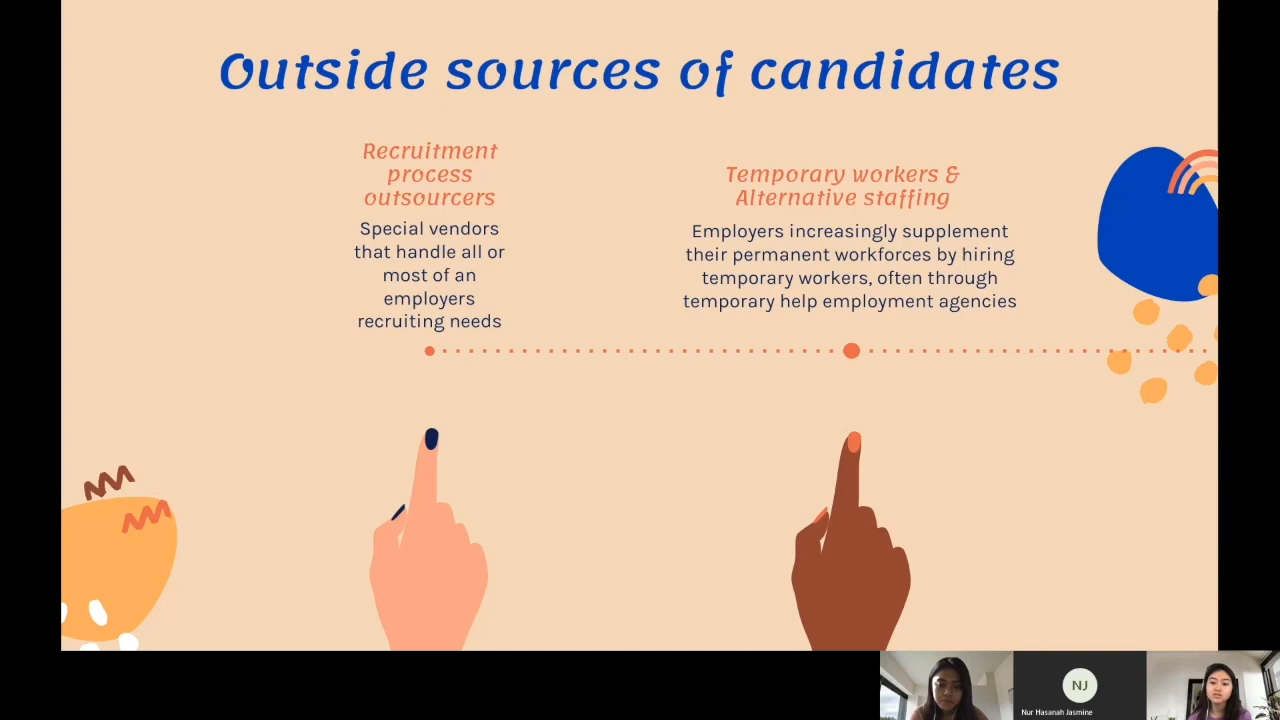 Outside sources of candidates
Recruitment
process
outsourcers
Special vendors
that handle all or
most of an
employers
recruiting needs
Temporary workers &
Alternative staffing
Employers increasingly supplement
their permanent workforces by hiring
temporary workers, often through
temporary help employment agencies
NJ
Nur Hasanah Jasmine